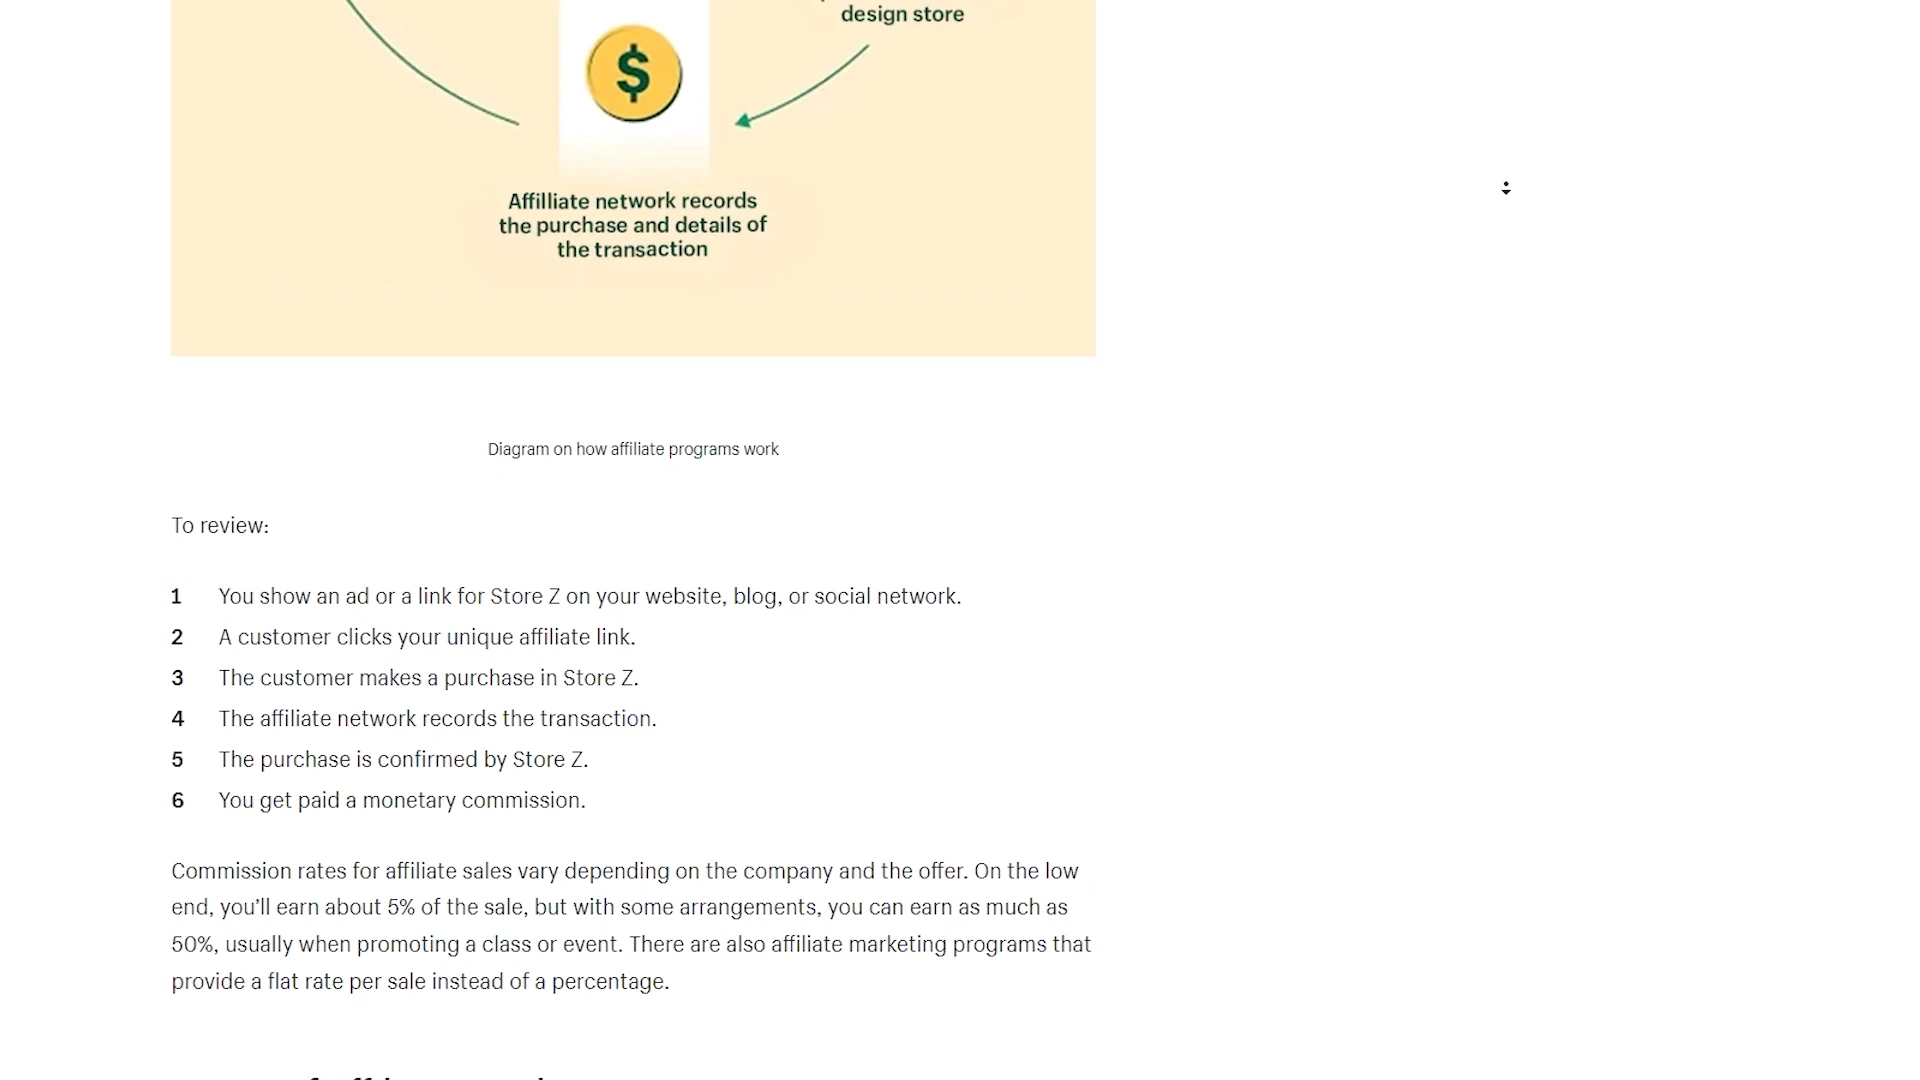 design store
$
Affilliate network records
the purchase and details of
the transaction
Diagram on how affiliate programs work
To review:
1 You show an ad or a link for Store Z on your website, blog, or social network.
2 A customer clicks your unique affiliate link.
3 The customer makes a purchase in Store Z.
4 The affiliate network records the transaction.
5 The purchase is confirmed by Store Z.
6 You get paid a monetary commission.
Commission rates for affiliate sales vary depending on the company and the offer. On the low
end, you’ll earn about 5% of the sale, but with some arrangements, you can earn as much as
50%, usually when promoting a class or event. There are also affiliate marketing programs that
provide a flat rate per sale instead of a percentage.